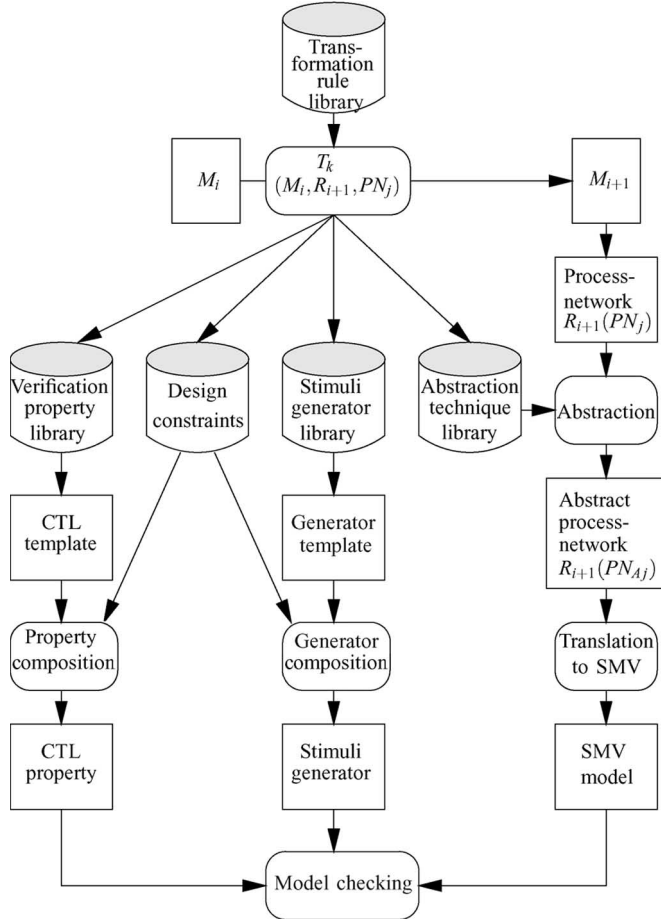 Trans-
formation
rule
library
M_i
T_k
(M_i, R_{i+1}, PN_j)
M_{i+1}
Process-
network
R_{i+1}(PN_j)
Verification
property
library
Design
constraints
Stimuli
generator
library
Abstraction
technique
library
Abstraction
CTL
template
Generator
template
Abstract
process-
network
R_{i+1}(PN_{Aj})
Property
composition
Generator
composition
Translation
to SMV
CTL
property
Stimuli
generator
SMV
model
Model checking